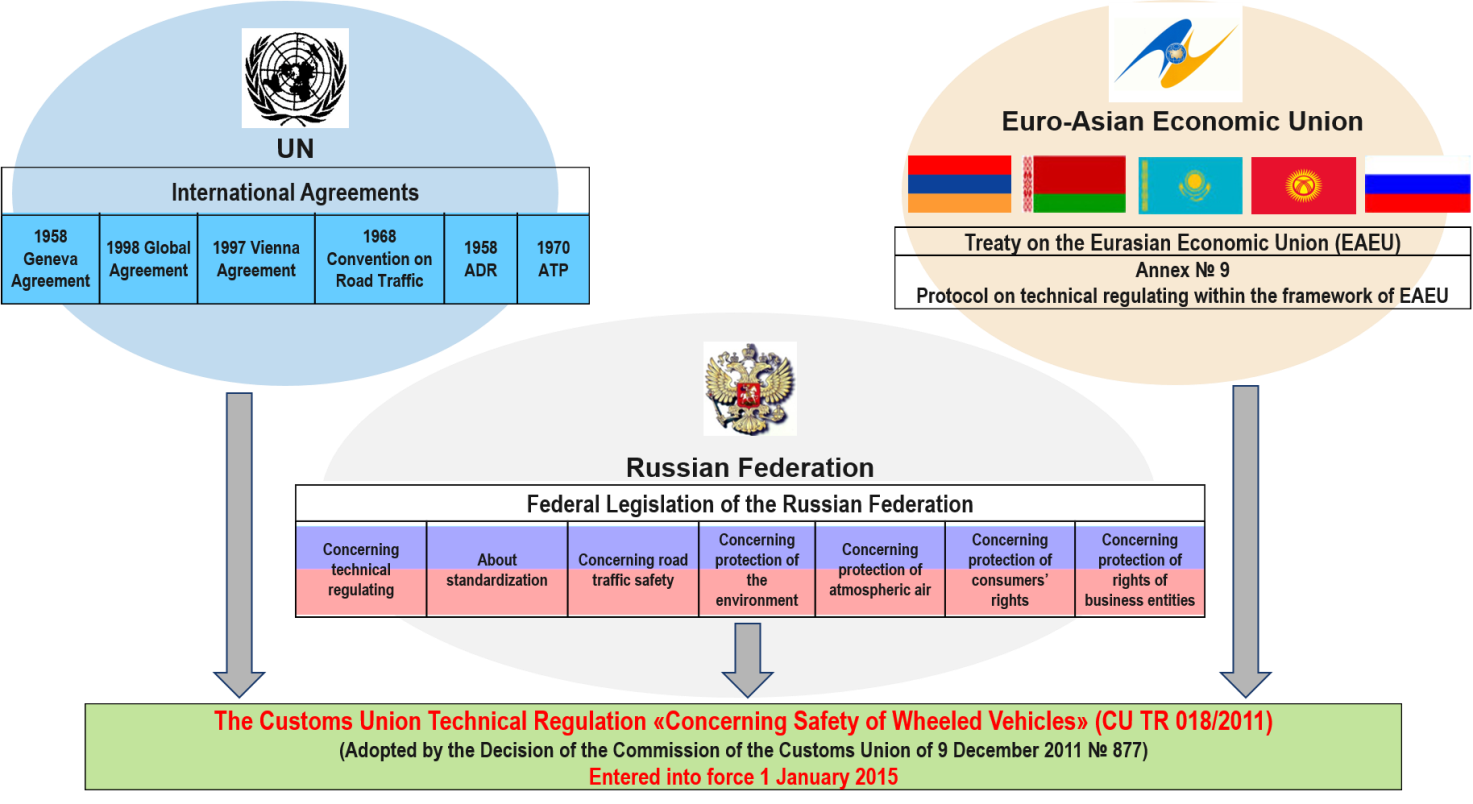 UN
International Agreements
1958
Geneva
Agreement
1998 Global
Agreement
1997 Vienna
Agreement
1968
Convention on
Road Traffic
1958
ADR
1970
ATP
Euro-Asian Economic Union
Treaty on the Eurasian Economic Union (EAEU)
Annex № 9
Protocol on technical regulating within the framework of EAEU
Russian Federation
Federal Legislation of the Russian Federation
Concerning
technical
regulating
About
standardization
Concerning road
traffic safety
Concerning
protection of
the
environment
Concerning
protection of
atmospheric air
Concerning
protection of
consumers’
rights
Concerning
protection of
rights of
business entities
The Customs Union Technical Regulation «Concerning Safety of Wheeled Vehicles» (CU TR 018/2011)
(Adopted by the Decision of the Commission of the Customs Union of 9 December 2011 № 877)
Entered into force 1 January 2015